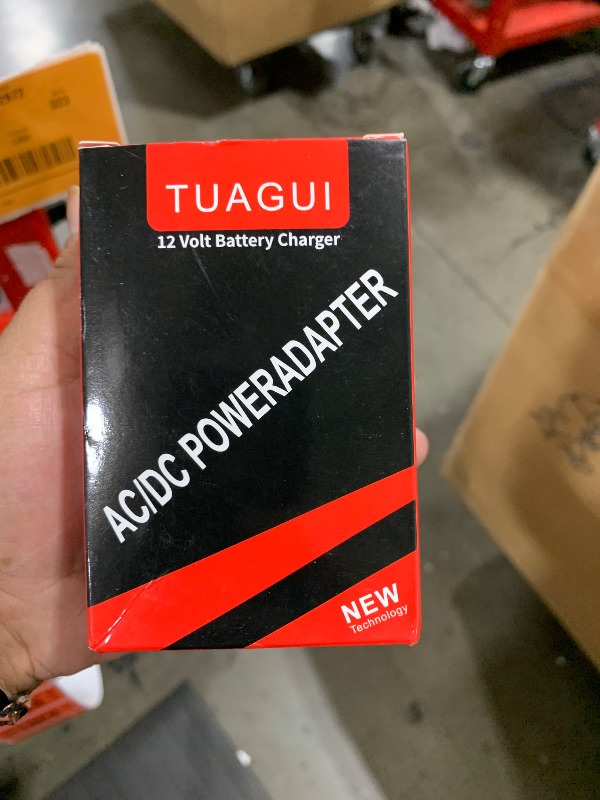 TUAGUI
12 Volt Battery Charger
AC/DC POWERADAPTER
NEW
Technology